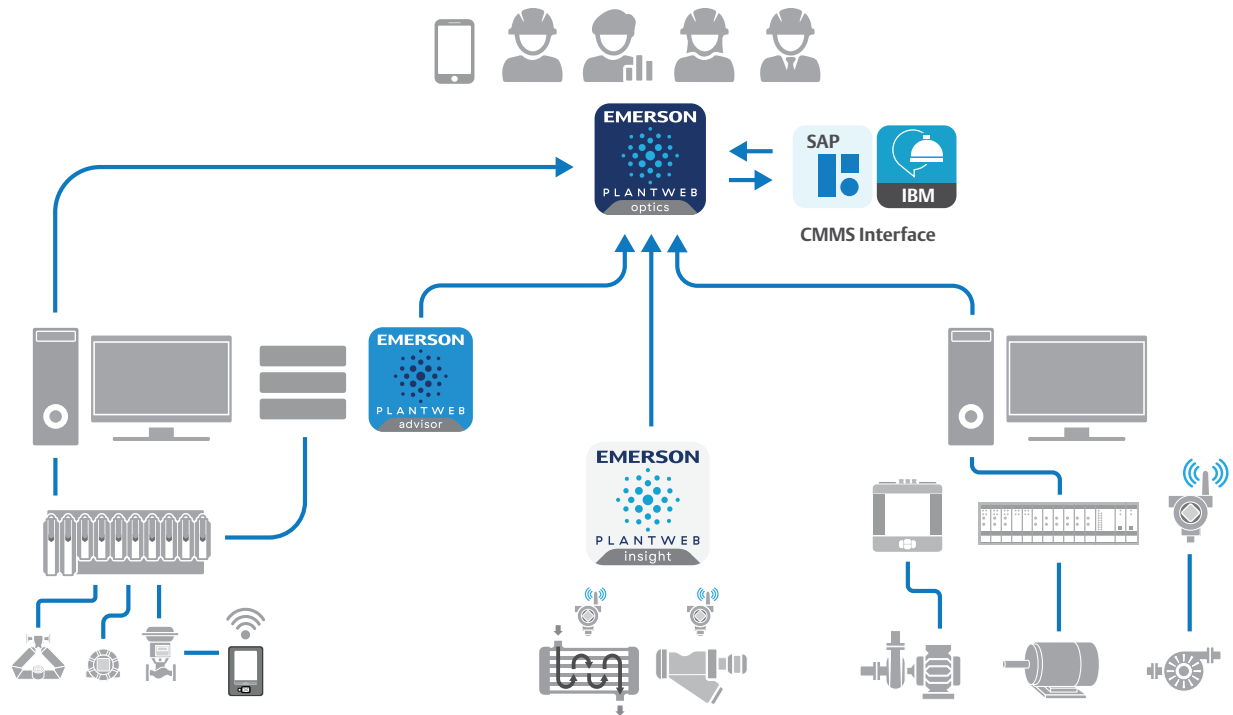 EMERSON
PLANTWEB
optics
SAP
IBM
CMMS Interface
EMERSON
PLANTWEB
advisor
EMERSON
PLANTWEB
insight